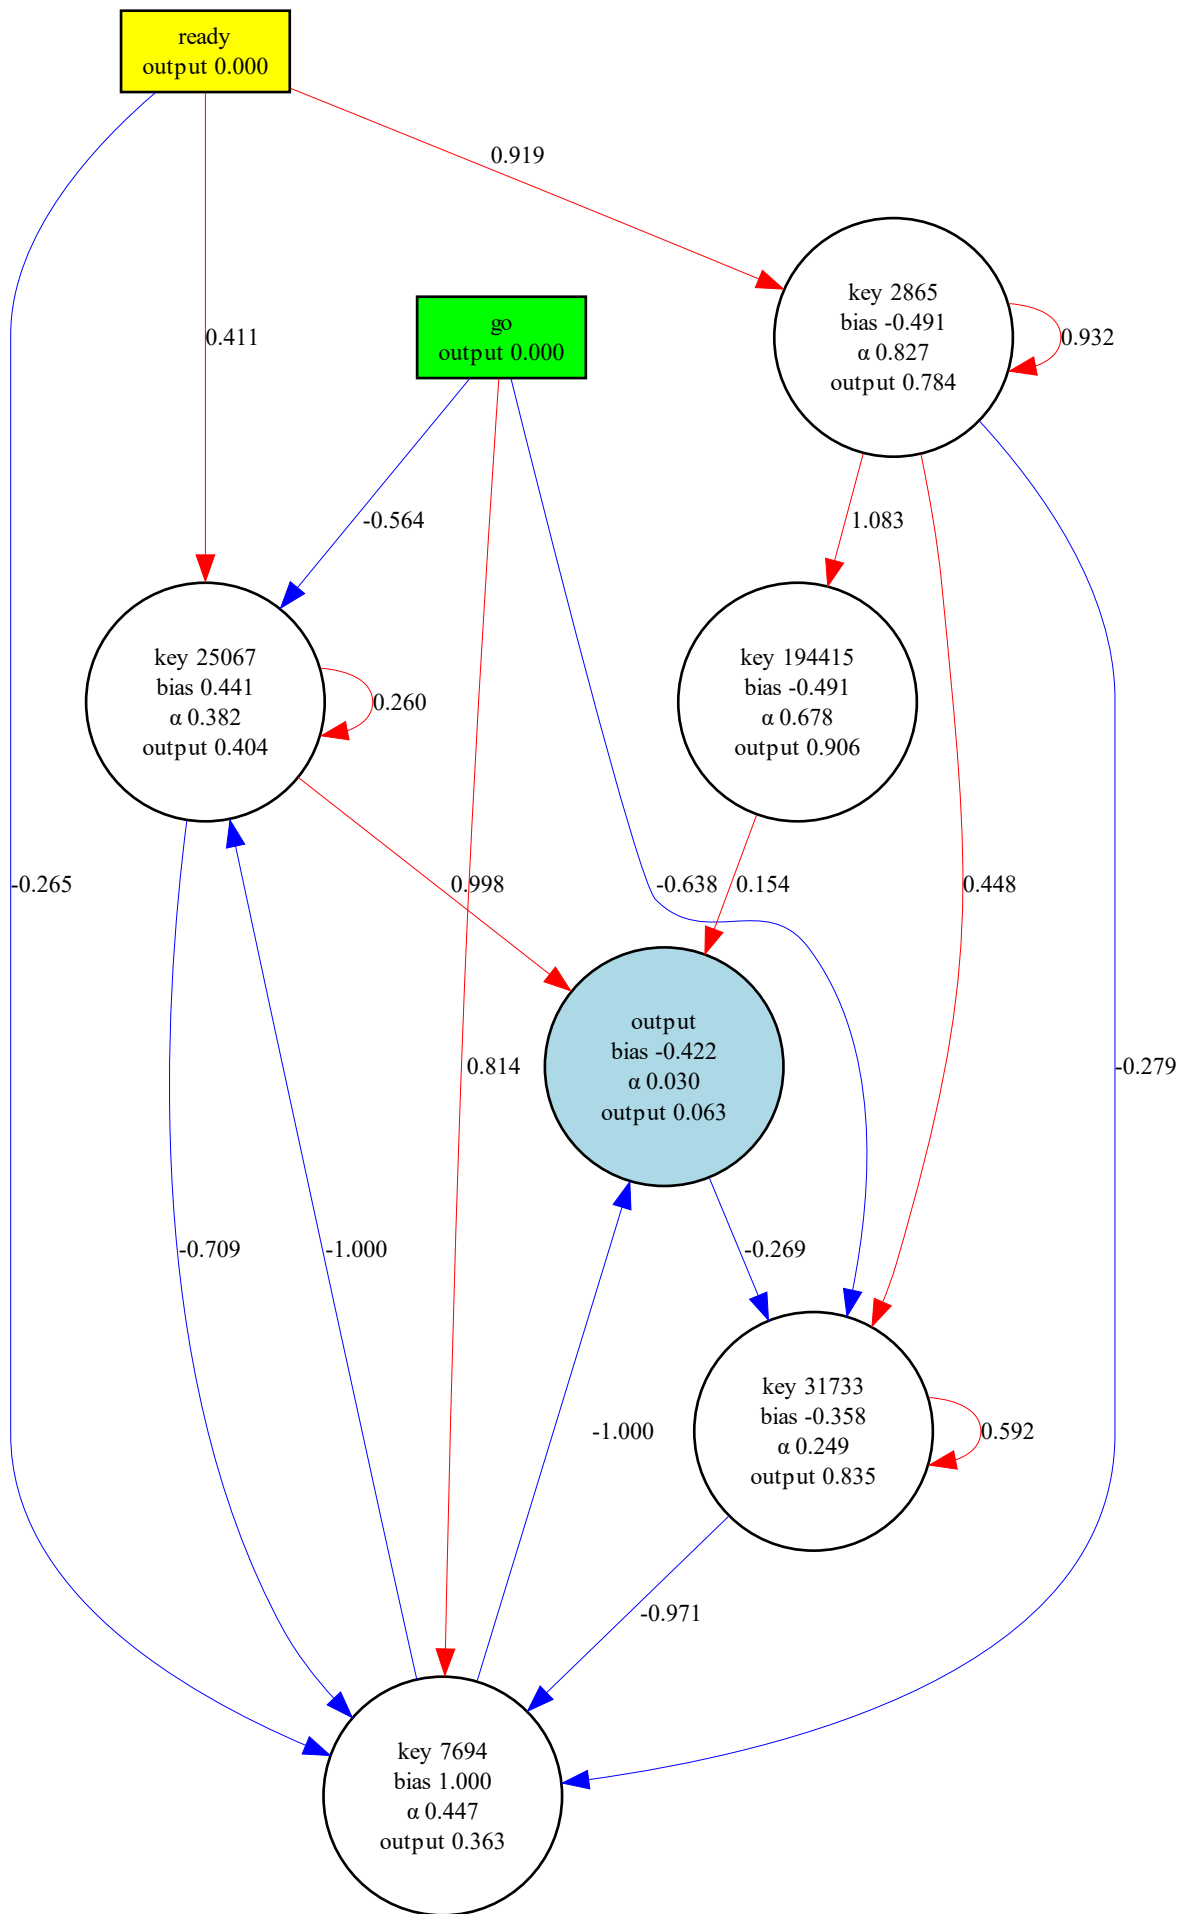 ready
output 0.000
0.919
key 2865
bias -0.491
α 0.827
output 0.784
0.932
go
output 0.000
0.411
-0.564
1.083
key 25067
bias 0.441
α 0.382
output 0.404
0.260
key 194415
bias -0.491
α 0.678
output 0.906
-0.265
0.998
-0.638
0.154
0.448
output
bias -0.422
α 0.030
output 0.063
0.814
-0.279
-0.709
-1.000
-0.269
key 31733
bias -0.358
α 0.249
output 0.835
0.592
-1.000
-0.971
key 7694
bias 1.000
α 0.447
output 0.363